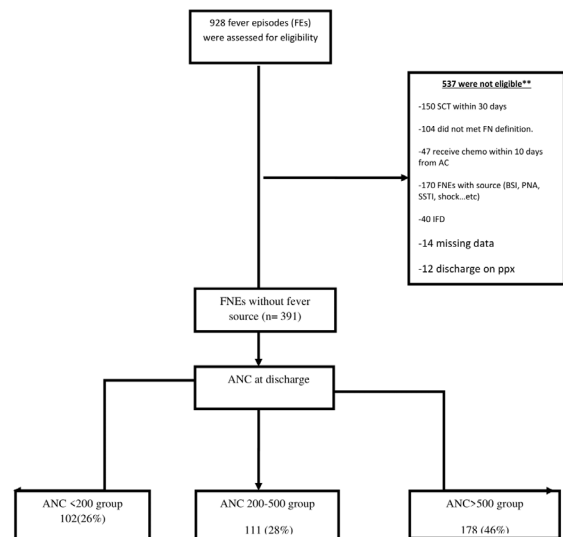 928 fever episodes (FEs)
were assessed for eligibility
537 were not eligible**
-150 SCT within 30 days
-104 did not met FN definition.
-47 receive chemo within 10 days
from AC
-170 FNEs with source (BSI, PNA,
SSTI, shock...etc)
-40 IFD
-14 missing data
-12 discharge on ppx
FNEs without fever
source (n= 391)
ANC at discharge
ANC <200 group
102(26%)
ANC 200-500 group
111 (28%)
ANC>500 group
178 (46%)